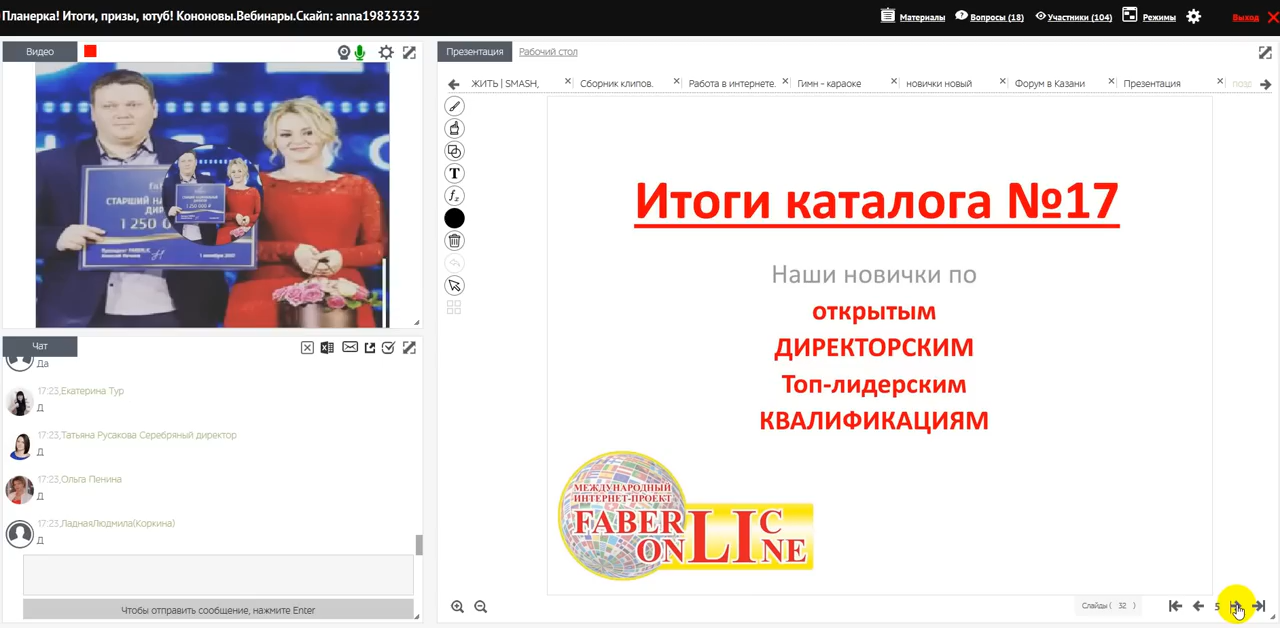 Планерка! Итоги, призы, ютуб! Кононовы.Вебинары.Скайп: anna19833333
Материалы
Вопросы (18)
Участники (104)
Режимы
Выход
Видео
СТАРШИЙ
1 250 0
Чат
Да
17:23,Екатерина Тур
Д
17:23,Татьяна Русакова Серебряный директор
Д
17:23,Ольга Пенина
Д
17:23,ЛаднаяЛюдмила(Коркина)
Д
Чтобы отправить сообщение, нажмите Enter
Презентация
Рабочий стол
ЖИТЬ | SMASH,
Сборник клипов.
Работа в интернете.
Гимн - караоке
новички новый
Форум в Казани
Презентация
Итоги каталога №17
Наши новички по
открытым
ДИРЕКТОРСКИМ
Топ-лидерским
КВАЛИФИКАЦИЯМ
МЕЖДУНАРОДНЫЙ
ИНТЕРНЕТ-ПРОЕКТ
FABERLIC
ONLINE
Слайды ( 32 )
5